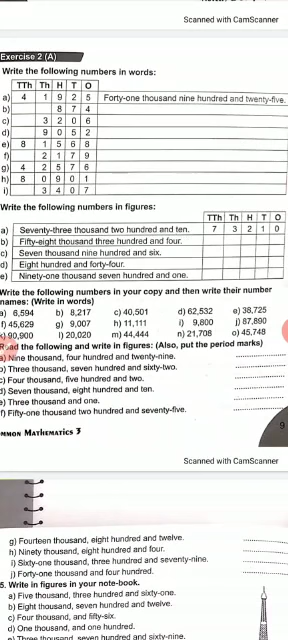 Scanned with CamScanner
Exercise 2 (A)
Write the following numbers in words:
TTh Th H T O
a) 4 1 9 2 5 Forty-one thousand nine hundred and twenty-five.
b) 8 7 4
c) 3 2 0 6
d) 9 0 5 2
e) 8 1 5 6 8
f) 2 1 7 9
g) 4 2 5 7 6
h) 8 0 9 0 1
i) 3 4 0 7
Write the following numbers in figures:
TTh Th H T O
a) Seventy-three thousand two hundred and ten. 7 3 2 1 0
b) Fifty-eight thousand three hundred and four.
c) Seven thousand nine hundred and six.
d) Eight hundred and forty-four.
e) Ninety-one thousand seven hundred and one.
Write the following numbers in your copy and then write their number
names: (Write in words)
a) 6,594 b) 8,217 c) 40,501 d) 62,532 e) 38,725
f) 45,629 g) 9,007 h) 11,111 i) 9,800 j) 87,890
k) 90,900 l) 20,020 m) 44,444 n) 21,708 o) 45,748
Read the following and write in figures: (Also, put the period marks)
a) Nine thousand, four hundred and twenty-nine.
b) Three thousand, seven hundred and sixty-two.
c) Four thousand, five hundred and two.
d) Seven thousand, eight hundred and ten.
e) Three thousand and one.
f) Fifty-one thousand two hundred and seventy-five.
MMON MATHEMATICS 3
9
Scanned with CamScanner
g) Fourteen thousand, eight hundred and twelve.
h) Ninety thousand, eight hundred and four.
i) Sixty-one thousand, three hundred and seventy-nine.
j) Forty-one thousand and four hundred.
5. Write in figures in your note-book.
a) Five thousand, three hundred and sixty-one.
b) Eight thousand, seven hundred and twelve.
c) Four thousand, and fifty-six.
d) One thousand, and one hundred.
e) Three thousand, seven hundred and sixty-nine.